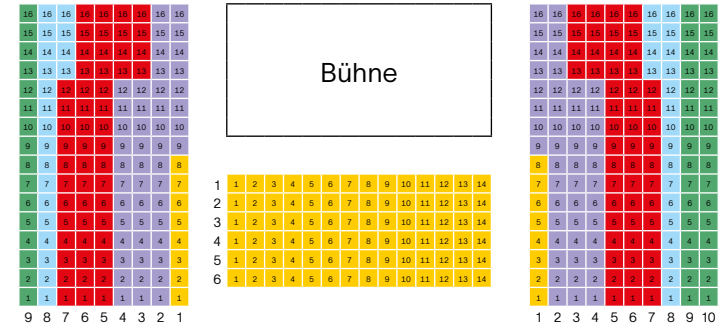 16 16 16 16 16 16 16 16 16
15 15 15 15 15 15 15 15 15
14 14 14 14 14 14 14 14 14
13 13 13 13 13 13 13 13 13
12 12 12 12 12 12 12 12 12
11 11 11 11 11 11 11 11 11
10 10 10 10 10 10 10 10 10
9 9 9 9 9 9 9 9 9
8 8 8 8 8 8 8 8 8
7 7 7 7 7 7 7 7 7
6 6 6 6 6 6 6 6 6
5 5 5 5 5 5 5 5 5
4 4 4 4 4 4 4 4 4
3 3 3 3 3 3 3 3 3
2 2 2 2 2 2 2 2 2
1 1 1 1 1 1 1 1 1
9 8 7 6 5 4 3 2 1
Bühne
1 1 2 3 4 5 6 7 8 9 10 11 12 13 14
2 1 2 3 4 5 6 7 8 9 10 11 12 13 14
3 1 2 3 4 5 6 7 8 9 10 11 12 13 14
4 1 2 3 4 5 6 7 8 9 10 11 12 13 14
5 1 2 3 4 5 6 7 8 9 10 11 12 13 14
6 1 2 3 4 5 6 7 8 9 10 11 12 13 14
16 16 16 16 16 16 16 16 16 16
15 15 15 15 15 15 15 15 15 15
14 14 14 14 14 14 14 14 14 14
13 13 13 13 13 13 13 13 13 13
12 12 12 12 12 12 12 12 12 12
11 11 11 11 11 11 11 11 11 11
10 10 10 10 10 10 10 10 10 10
9 9 9 9 9 9 9 9 9 9
8 8 8 8 8 8 8 8 8 8
7 7 7 7 7 7 7 7 7 7
6 6 6 6 6 6 6 6 6 6
5 5 5 5 5 5 5 5 5 5
4 4 4 4 4 4 4 4 4 4
3 3 3 3 3 3 3 3 3 3
2 2 2 2 2 2 2 2 2 2
1 1 1 1 1 1 1 1 1 1
1 2 3 4 5 6 7 8 9 10